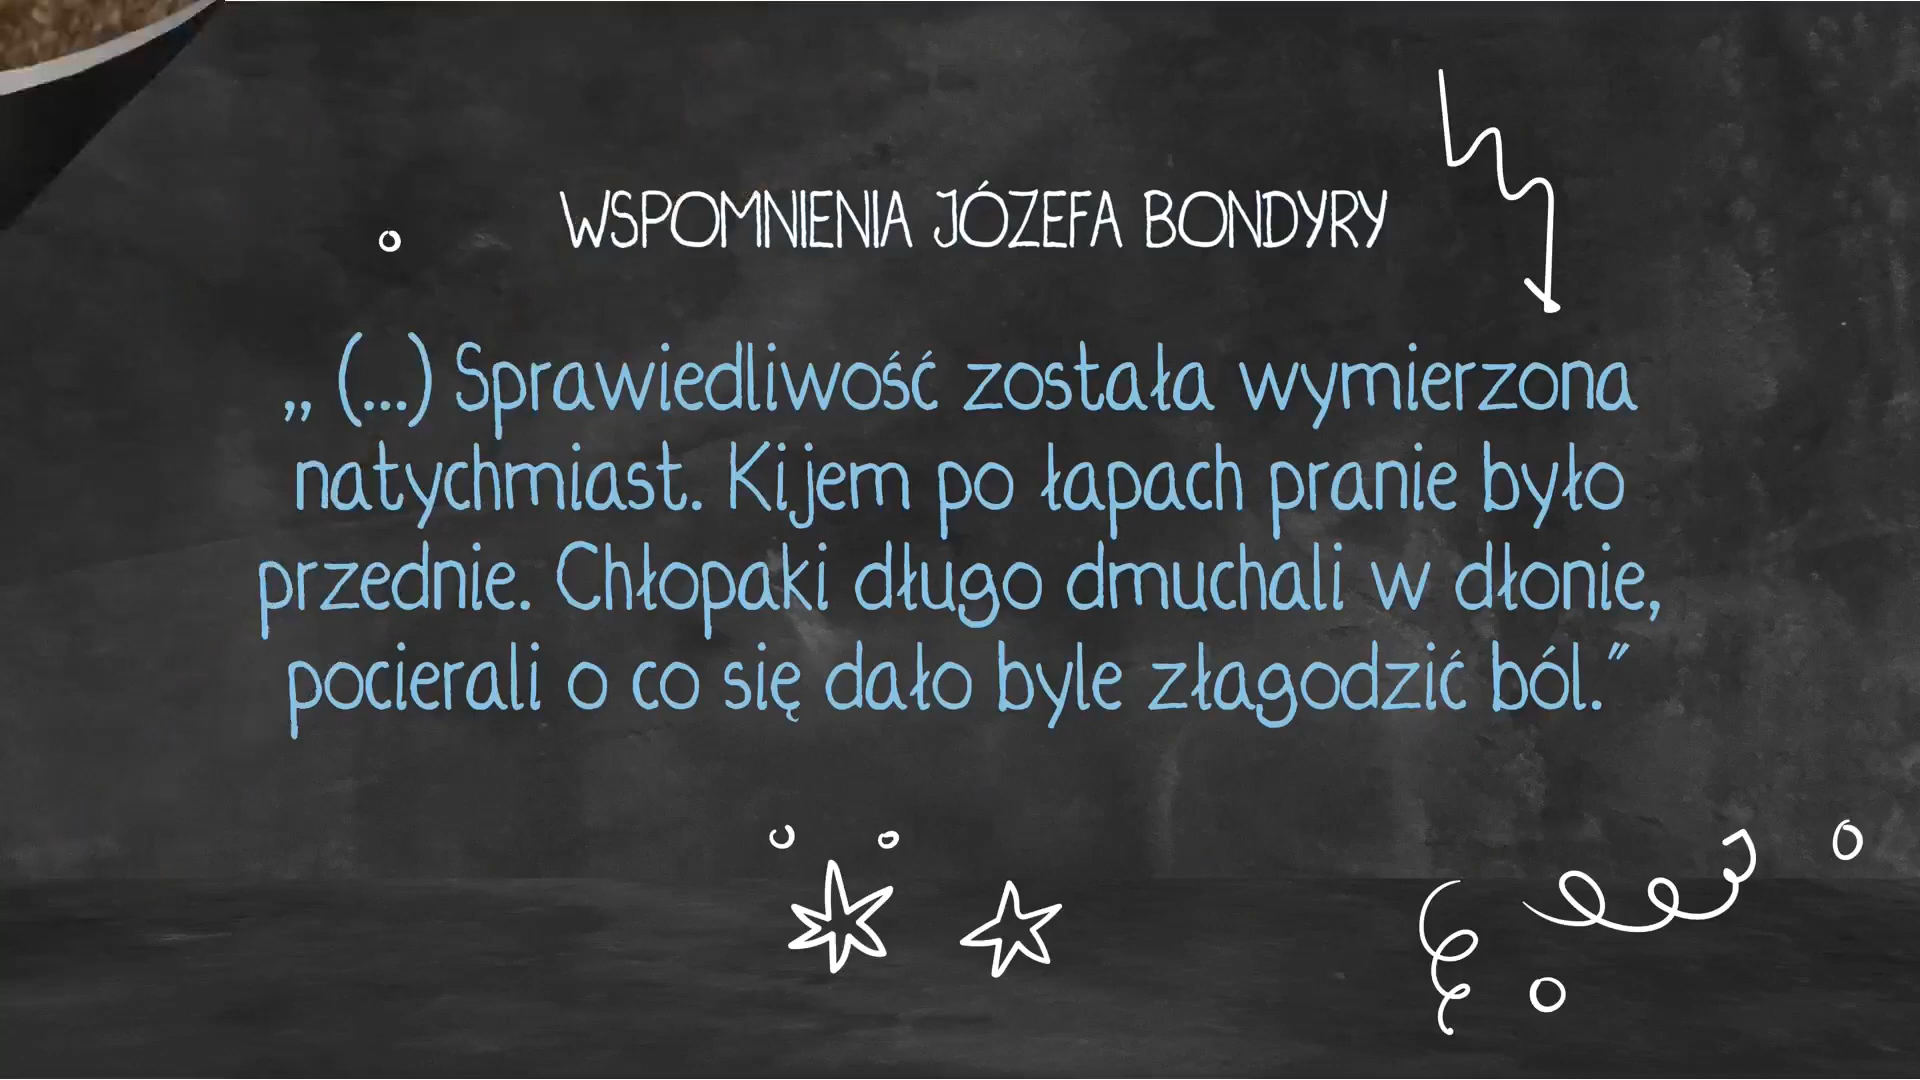 WSPOMNIENIA JÓZEFA BONDYRY
„ (...) Sprawiedliwość została wymierzona
natychmiast. Kijem po łapach pranie było
przednie. Chłopaki długo dmuchali w dłonie,
pocierali o co się dało byle złagodzić ból.”